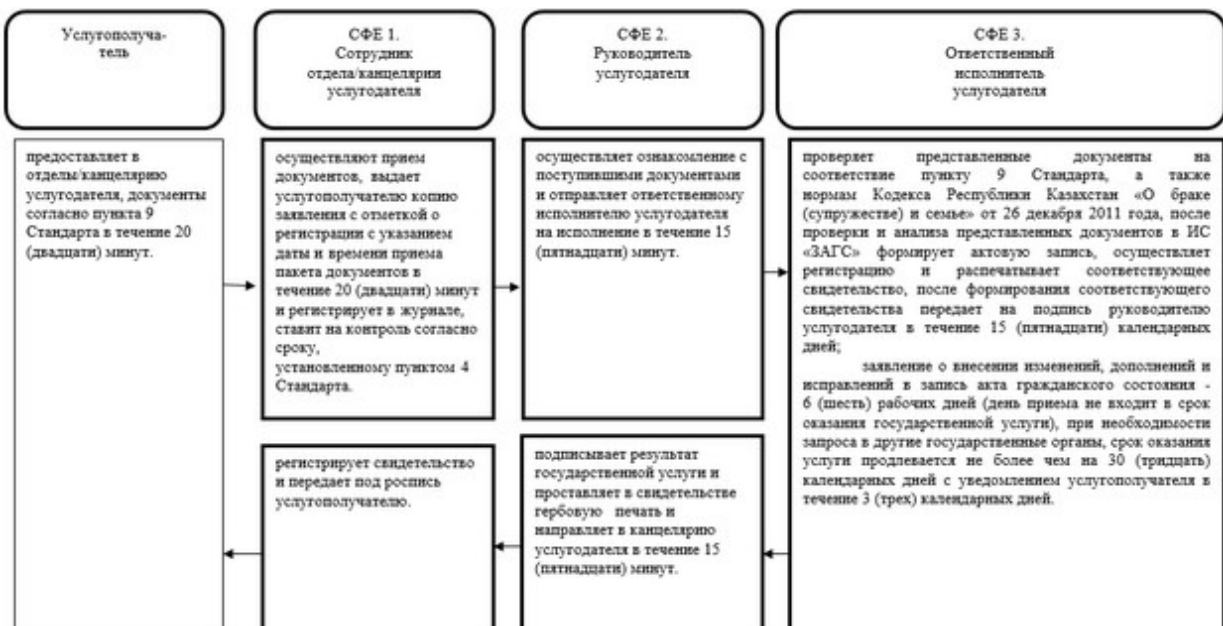 Услугополуча-
тель
СФЕ 1.
Сотрудник
отдела/канцелярии
услугодателя
СФЕ 2.
Руководитель
услугодателя
СФЕ 3.
Ответственный
исполнитель
услугодателя
предоставляет в
отделы/канцелярию
услугодателя, документы
согласно пункта 9
Стандарта в течение 20
(двадцати) минут.
осуществляют прием
документов, выдает
услугополучателю копию
заявления с отметкой о
регистрации с указанием
даты и времени приема
пакета документов в
течение 20 (двадцати) минут
и регистрирует в журнале,
ставит на контроль согласно
сроку,
установленному пунктом 4
Стандарта.
осуществляет ознакомление с
поступившими документами
и отправляет ответственному
исполнителю услугодателя
на исполнение в течение 15
(пятнадцати) минут.
проверяет представленные документы на
соответствие пункту 9 Стандарта, а также
нормам Кодекса Республики Казахстан «О браке
(супружестве) и семье» от 26 декабря 2011 года, после
проверки и анализа представленных документов в ИС
«ЗАГС» формирует актовую запись, осуществляет
регистрацию и распечатывает соответствующее
свидетельство, после формирования соответствующего
свидетельства передает на подпись руководителю
услугодателя в течение 15 (пятнадцати) календарных
дней;
заявление о внесении изменений, дополнений и
исправлений в запись акта гражданского состояния -
6 (шесть) рабочих дней (день приема не входит в срок
оказания государственной услуги), при необходимости
запроса в другие государственные органы, срок оказания
услуги продлевается не более чем на 30 (тридцать)
календарных дней с уведомлением услугополучателя в
течение 3 (трех) календарных дней.
регистрирует свидетельство
и передает под роспись
услугополучателю.
подписывает результат
государственной услуги и
проставляет в свидетельстве
гербовую печать и
направляет в канцелярию
услугодателя в течение 15
(пятнадцати) минут.